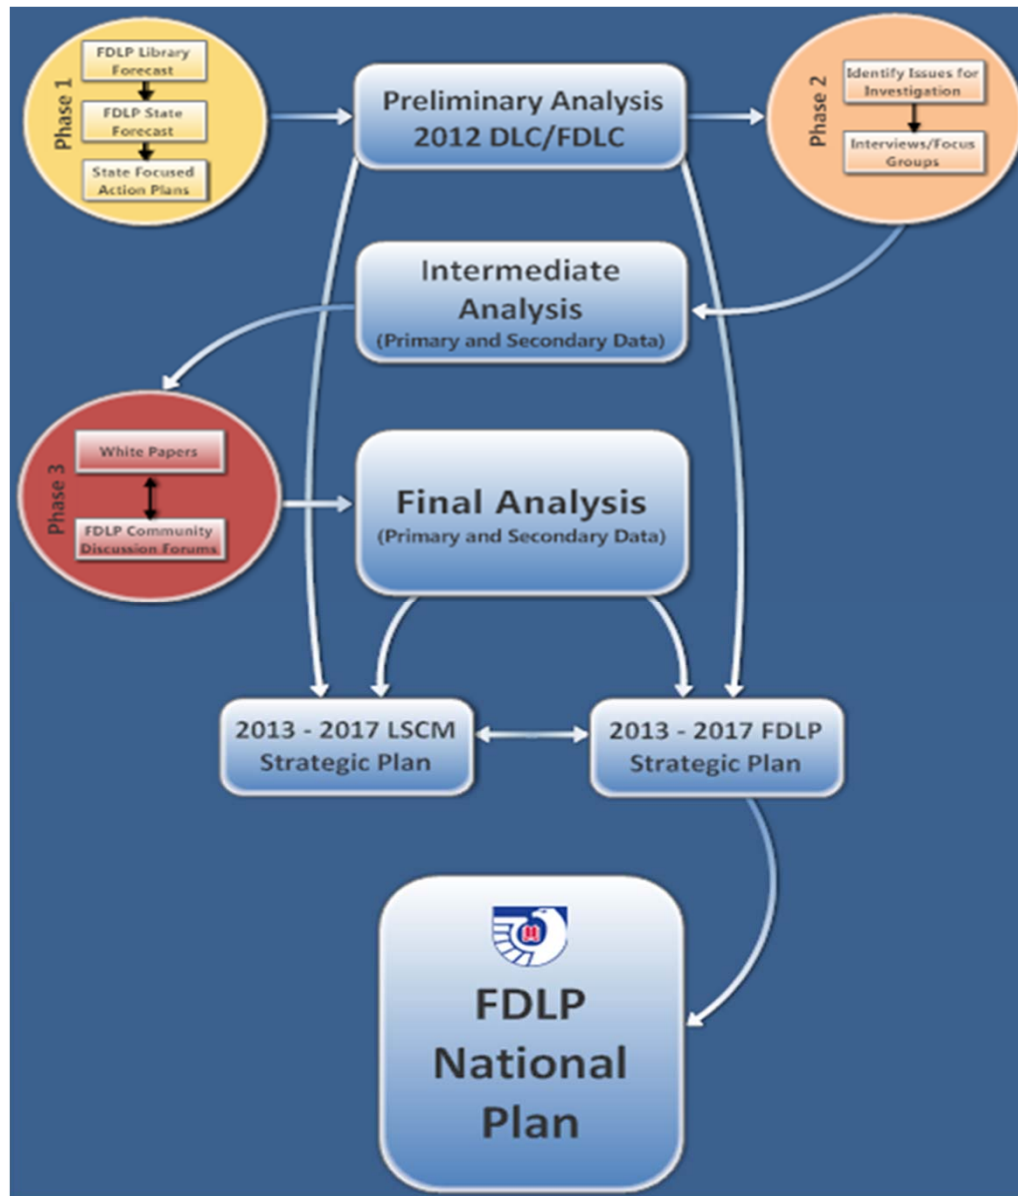 Phase 1
FDLP Library
Forecast
FDLP State
Forecast
State Focused
Action Plans
Preliminary Analysis
2012 DLC/FDLC
Phase 2
Identify Issues for
Investigation
Interviews/Focus
Groups
Intermediate
Analysis
(Primary and Secondary Data)
Phase 3
White Papers
FDLP Community
Discussion Forums
Final Analysis
(Primary and Secondary Data)
2013 - 2017 LSCM
Strategic Plan
2013 - 2017 FDLP
Strategic Plan
FDLP
National
Plan